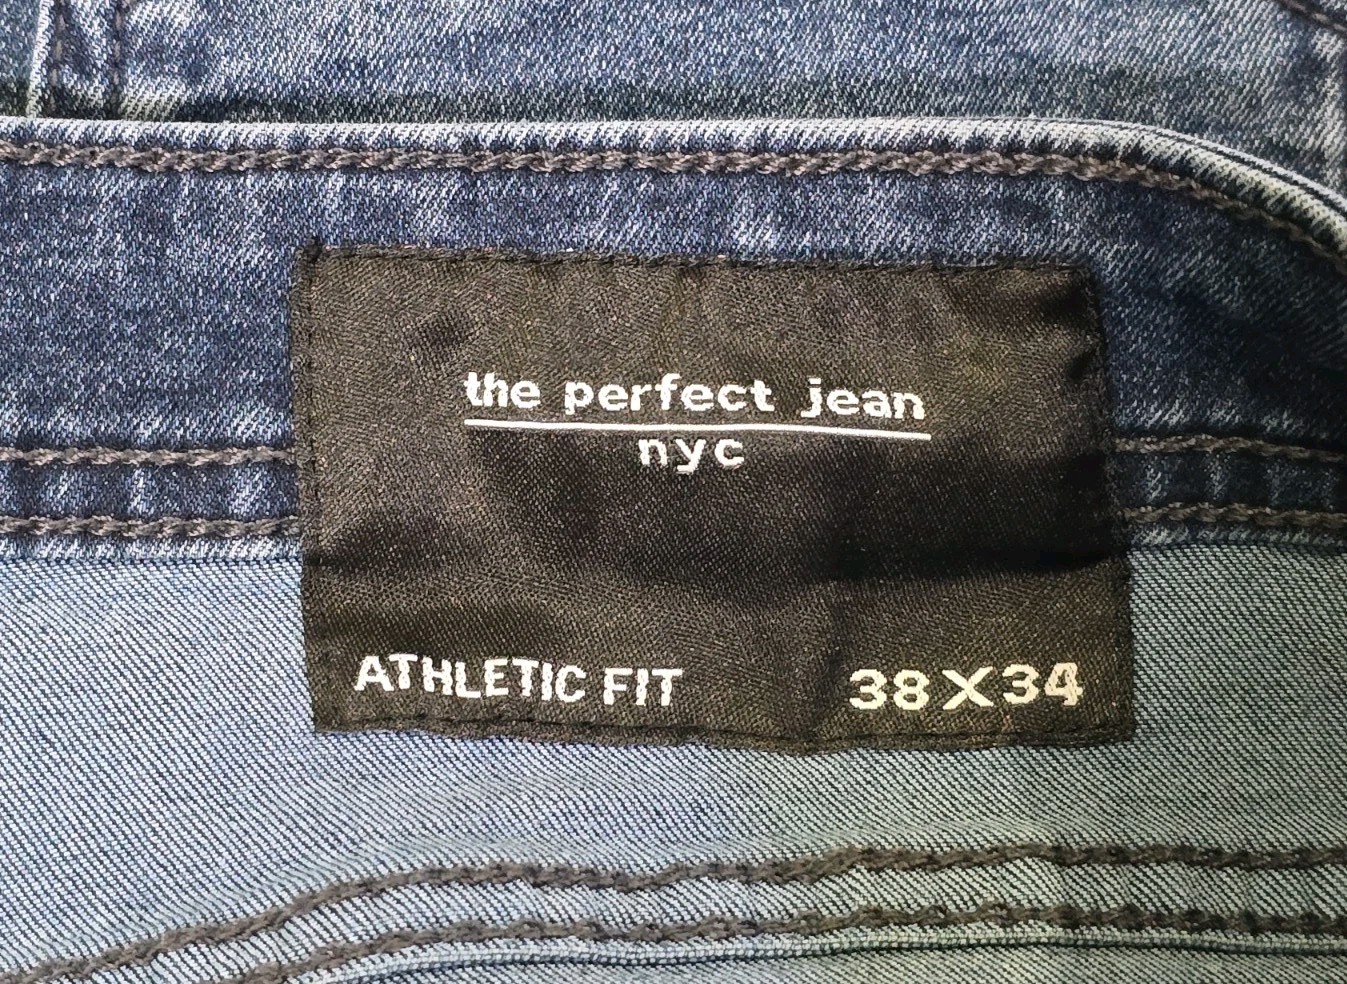 the perfect jean
nyc
ATHLETIC FIT 38X34